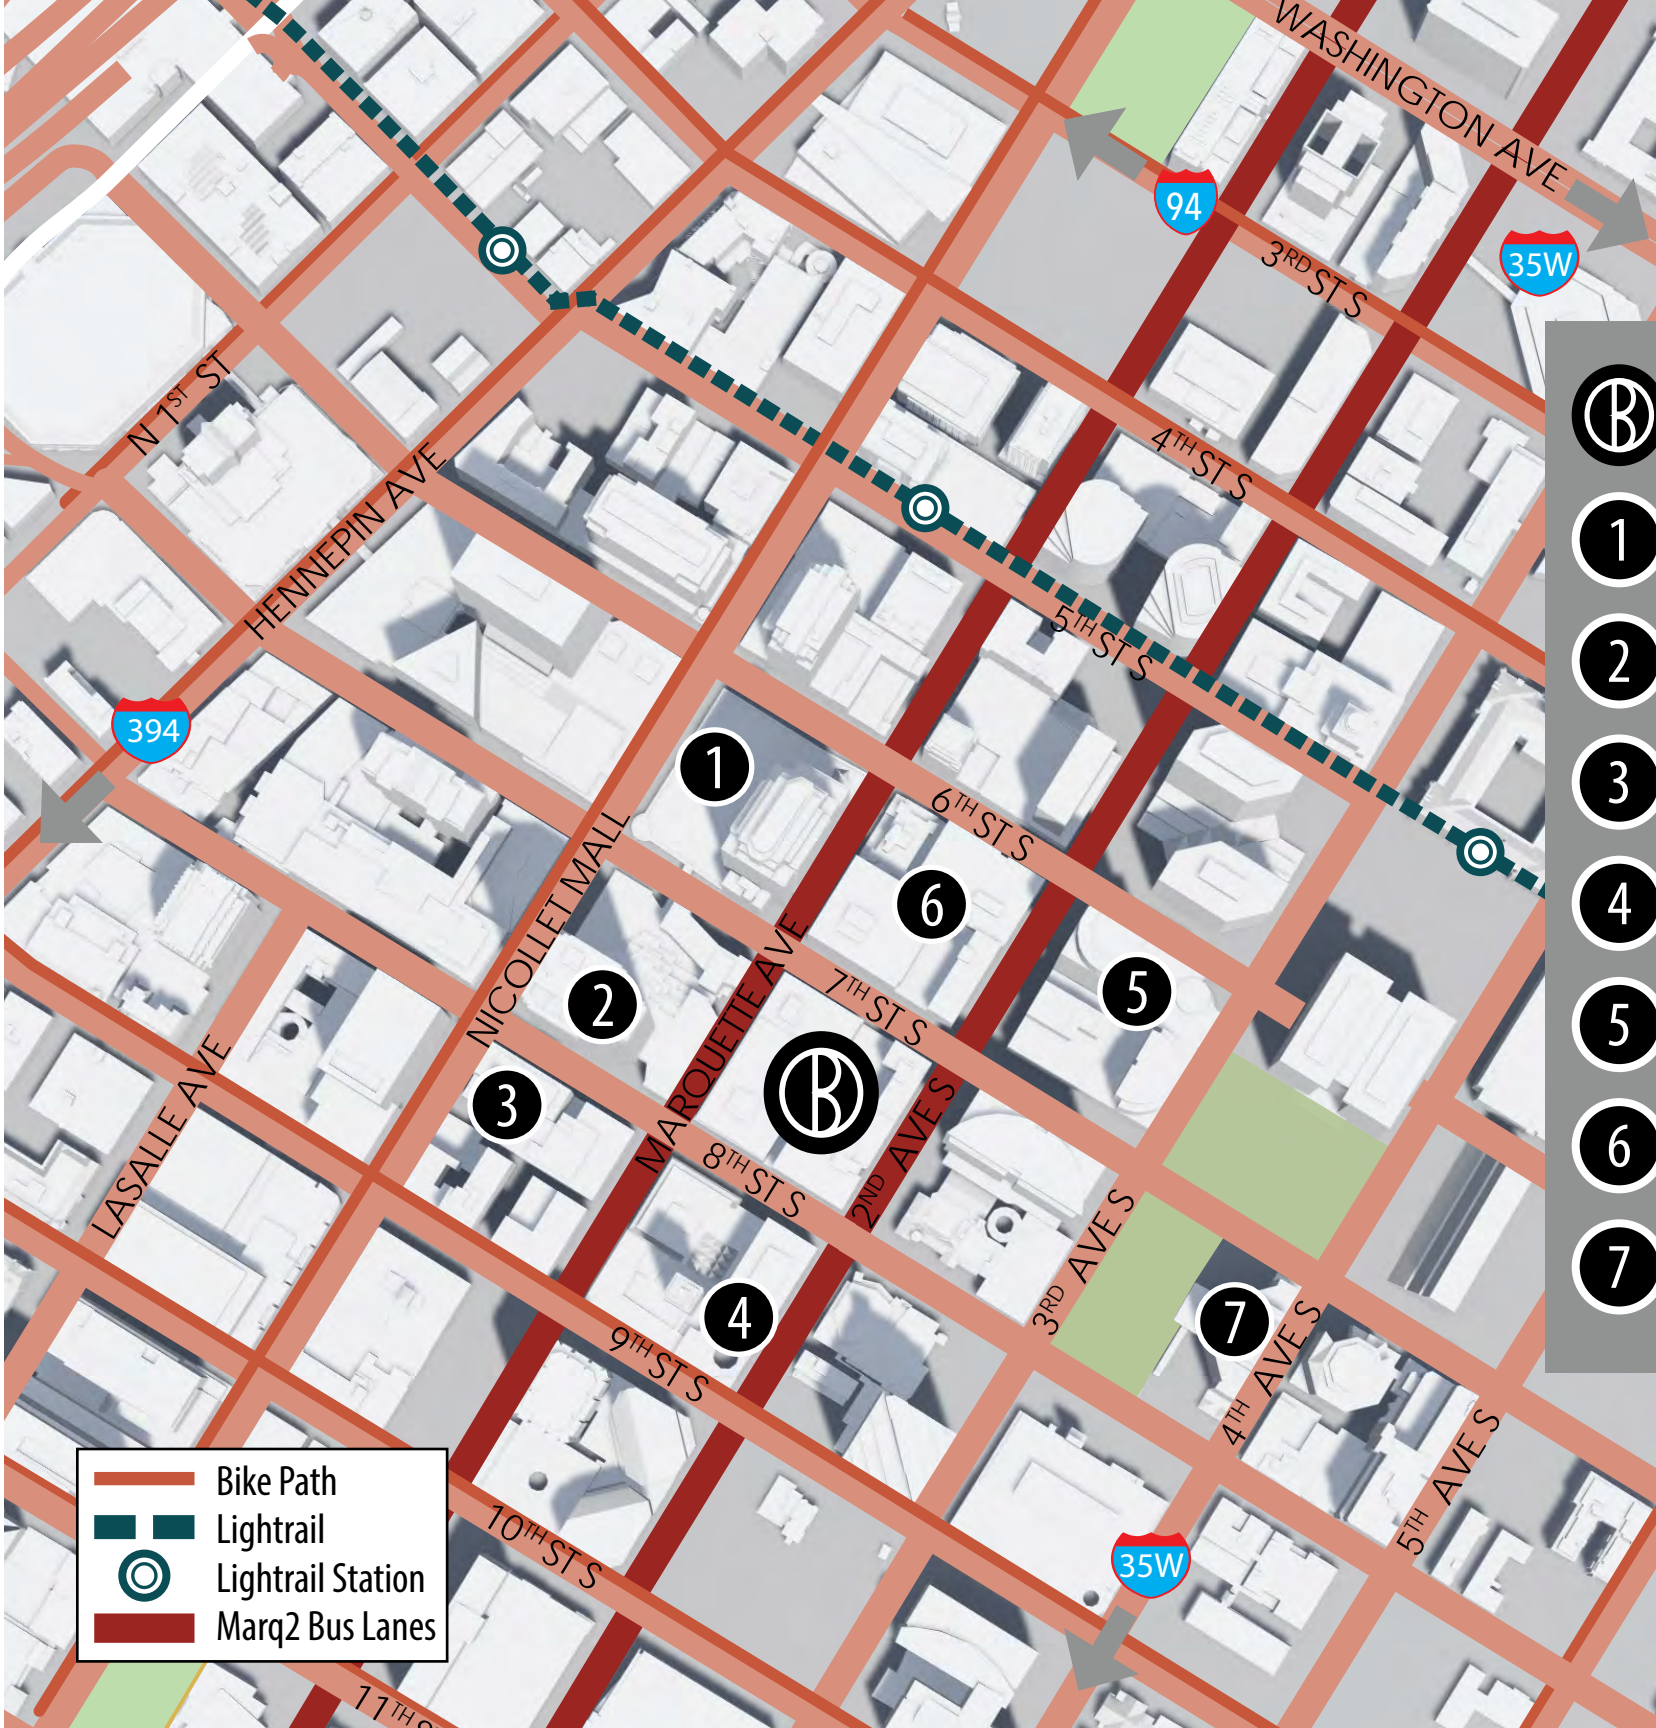 WASHINGTON AVE
94
3RD ST S
35W
N 1ST ST
4TH ST S
HENNEPIN AVE
5TH ST S
394
1
6TH ST S
NICOLLET MALL
6
MARQUETTE AVE
7TH ST S
5
2
B
3
LASALLE AVE
8TH ST S
2ND AVE S
3RD AVE S
4
7
9TH ST S
4TH AVE S
5TH AVE S
10TH ST S
35W
11TH S
B
1
2
3
4
5
6
7
Bike Path
Lightrail
Lightrail Station
Marq2 Bus Lanes